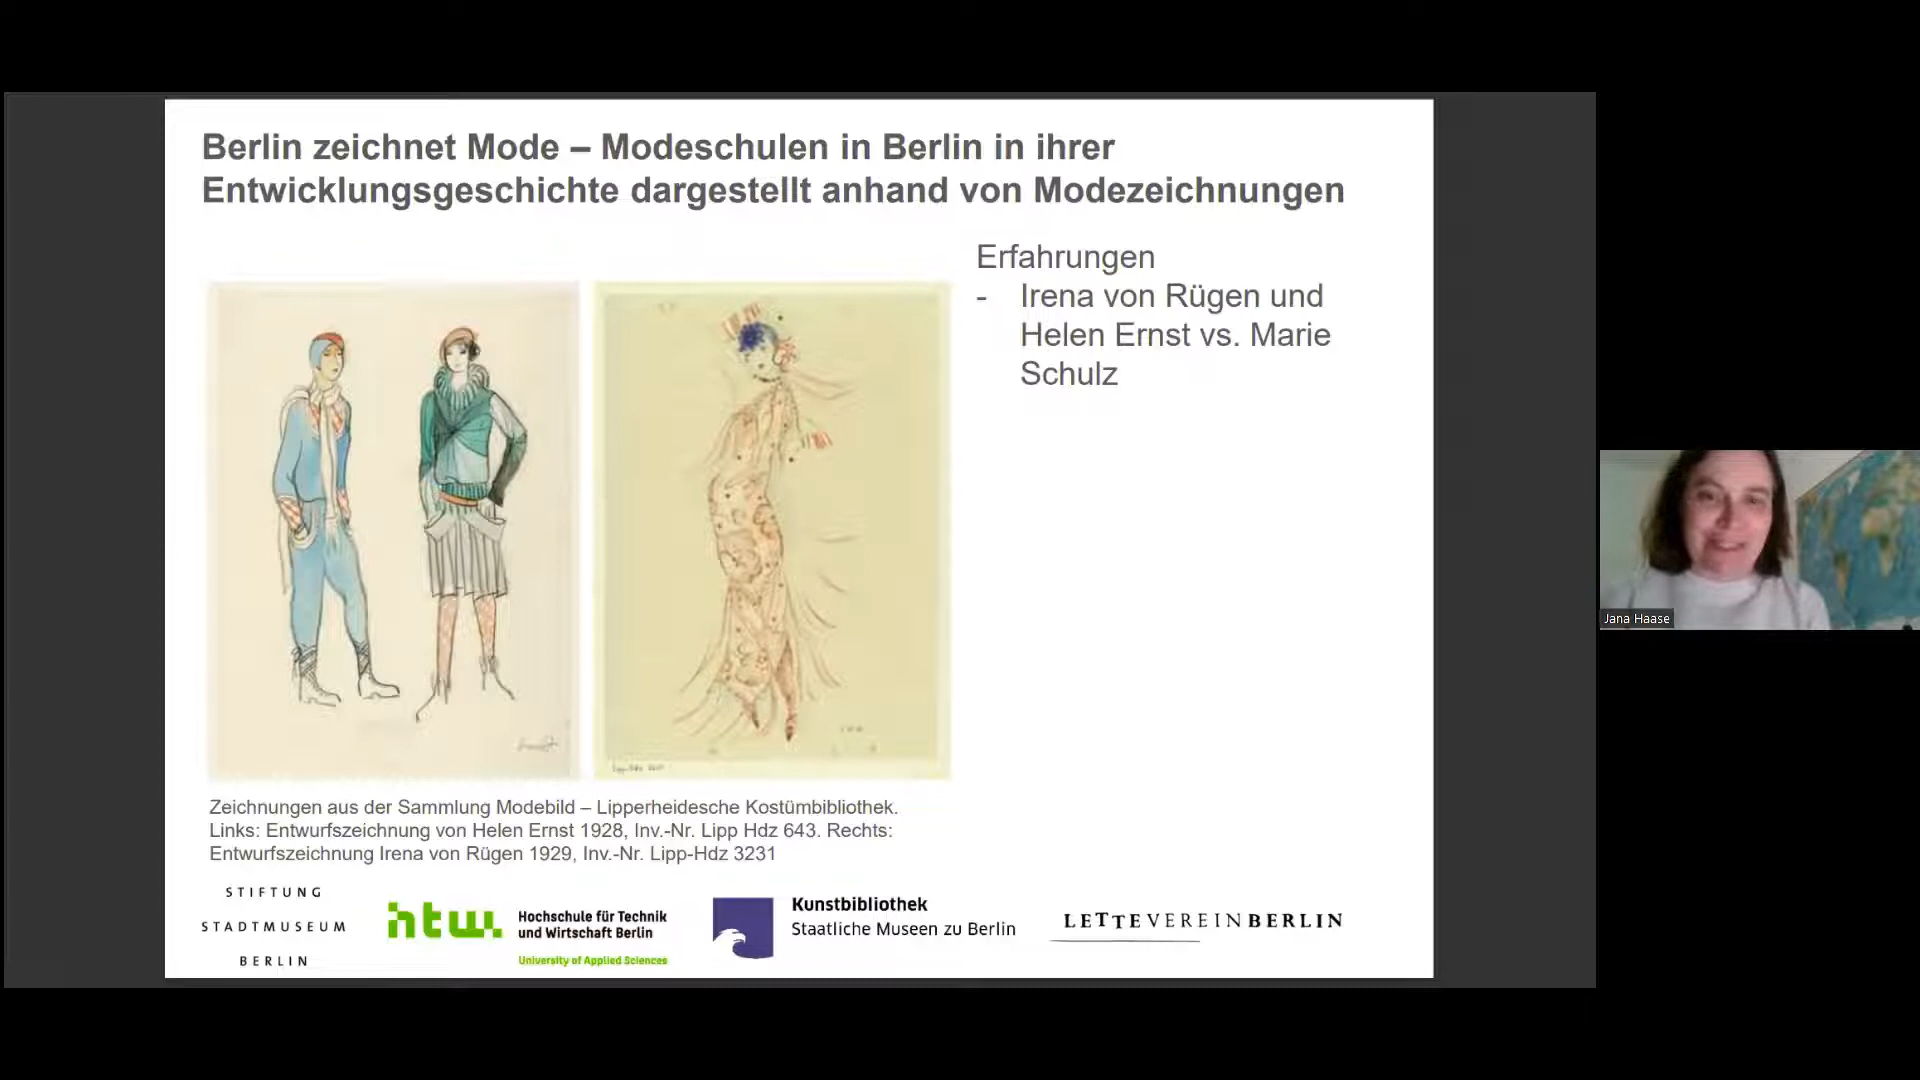 Berlin zeichnet Mode – Modeschulen in Berlin in ihrer
Entwicklungsgeschichte dargestellt anhand von Modezeichnungen
Erfahrungen
- Irena von Rügen und
Helen Ernst vs. Marie
Schulz
Zeichnungen aus der Sammlung Modebild – Lipperheidesche Kostümbibliothek.
Links: Entwurfszeichnung von Helen Ernst 1928, Inv.-Nr. Lipp Hdz 643. Rechts:
Entwurfszeichnung Irena von Rügen 1929, Inv.-Nr. Lipp-Hdz 3231
STIFTUNG
STADTMUSEUM
BERLIN
htw.
Hochschule für Technik
und Wirtschaft Berlin
University of Applied Sciences
Kunstbibliothek
Staatliche Museen zu Berlin
LETTEVEREINBERLIN
Jana Haase